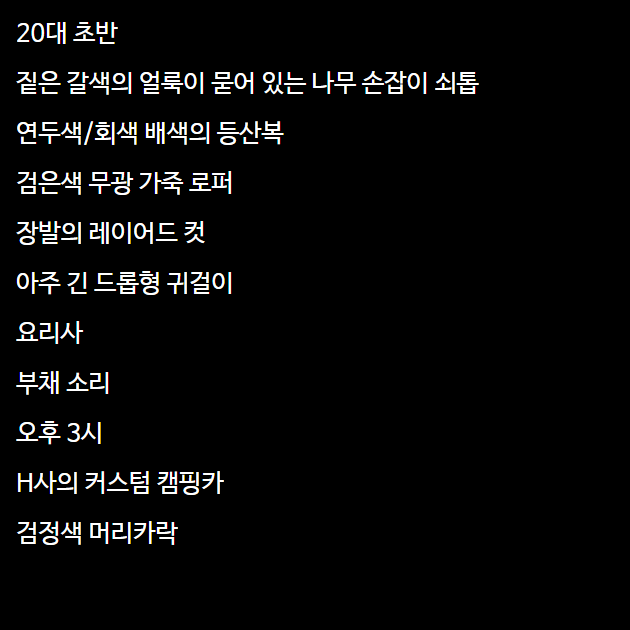 20대 초반
짙은 갈색의 얼룩이 묻어 있는 나무 손잡이 쇠톱
연두색/회색 배색의 등산복
검은색 무광 가죽 로퍼
장발의 레이어드 컷
아주 긴 드롭형 귀걸이
요리사
부채 소리
오후 3시
H사의 커스텀 캠핑카
검정색 머리카락